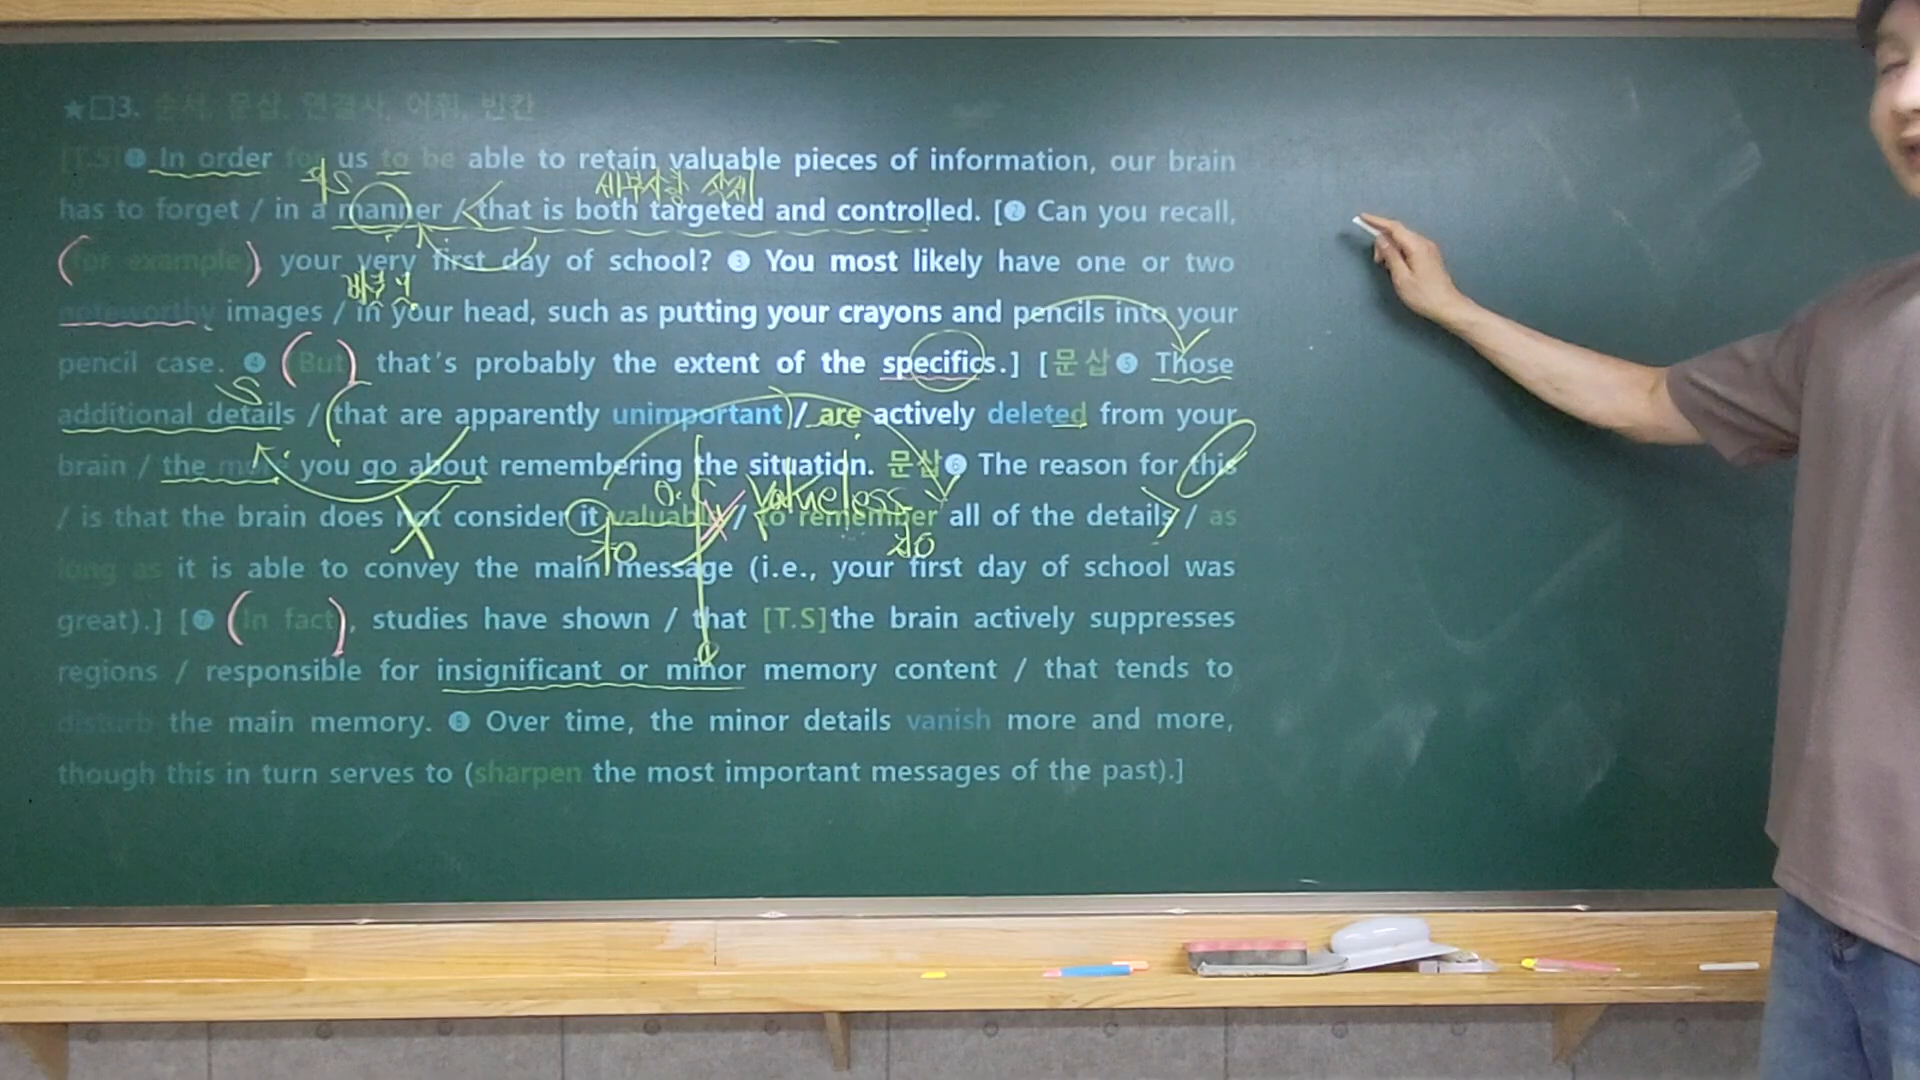 ★□3. 순서, 문삽, 연결사, 어휘, 빈칸
[T.S]❶ In order for us to be able to retain valuable pieces of information, our brain
의S
세부사항 삭제
has to forget / in a manner / that is both targeted and controlled. [❷ Can you recall,
(for example), your very first day of school? ❸ You most likely have one or two
noteworthy images / in your head, such as putting your crayons and pencils into your
pencil case. ❹ (But) that's probably the extent of the specifics.] [문삽❺ Those
S
additional details / (that are apparently unimportant) / are actively deleted from your
brain / the more you go about remembering the situation. 문삽❻ The reason for this
O.C valueless
/ is that the brain does not consider it valuable / to remember all of the details / as
가O 진O
long as it is able to convey the main message (i.e., your first day of school was
great).] [❼ (In fact), studies have shown / that [T.S]the brain actively suppresses
regions / responsible for insignificant or minor memory content / that tends to
disturb the main memory. ❽ Over time, the minor details vanish more and more,
though this in turn serves to (sharpen the most important messages of the past).]